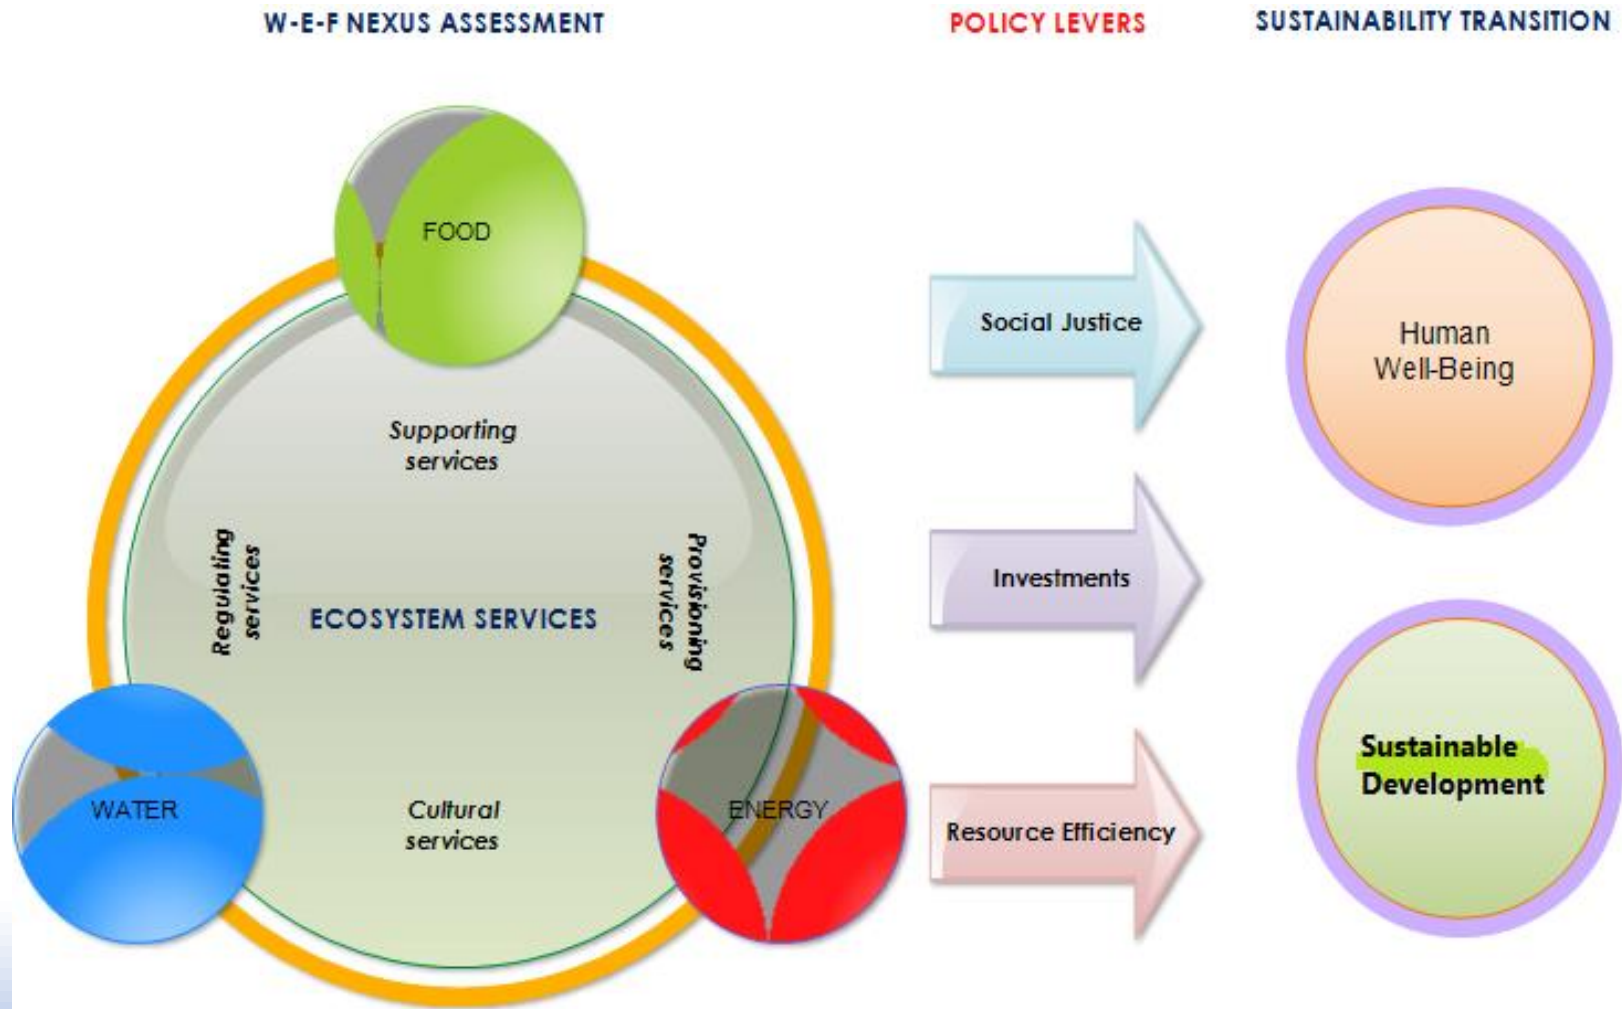 W-E-F NEXUS ASSESSMENT
POLICY LEVERS
SUSTAINABILITY TRANSITION
FOOD
Supporting
services
Regulating
services
Provisioning
services
ECOSYSTEM SERVICES
WATER
Cultural
services
ENERGY
Social Justice
Investments
Resource Efficiency
Human
Well-Being
Sustainable
Development